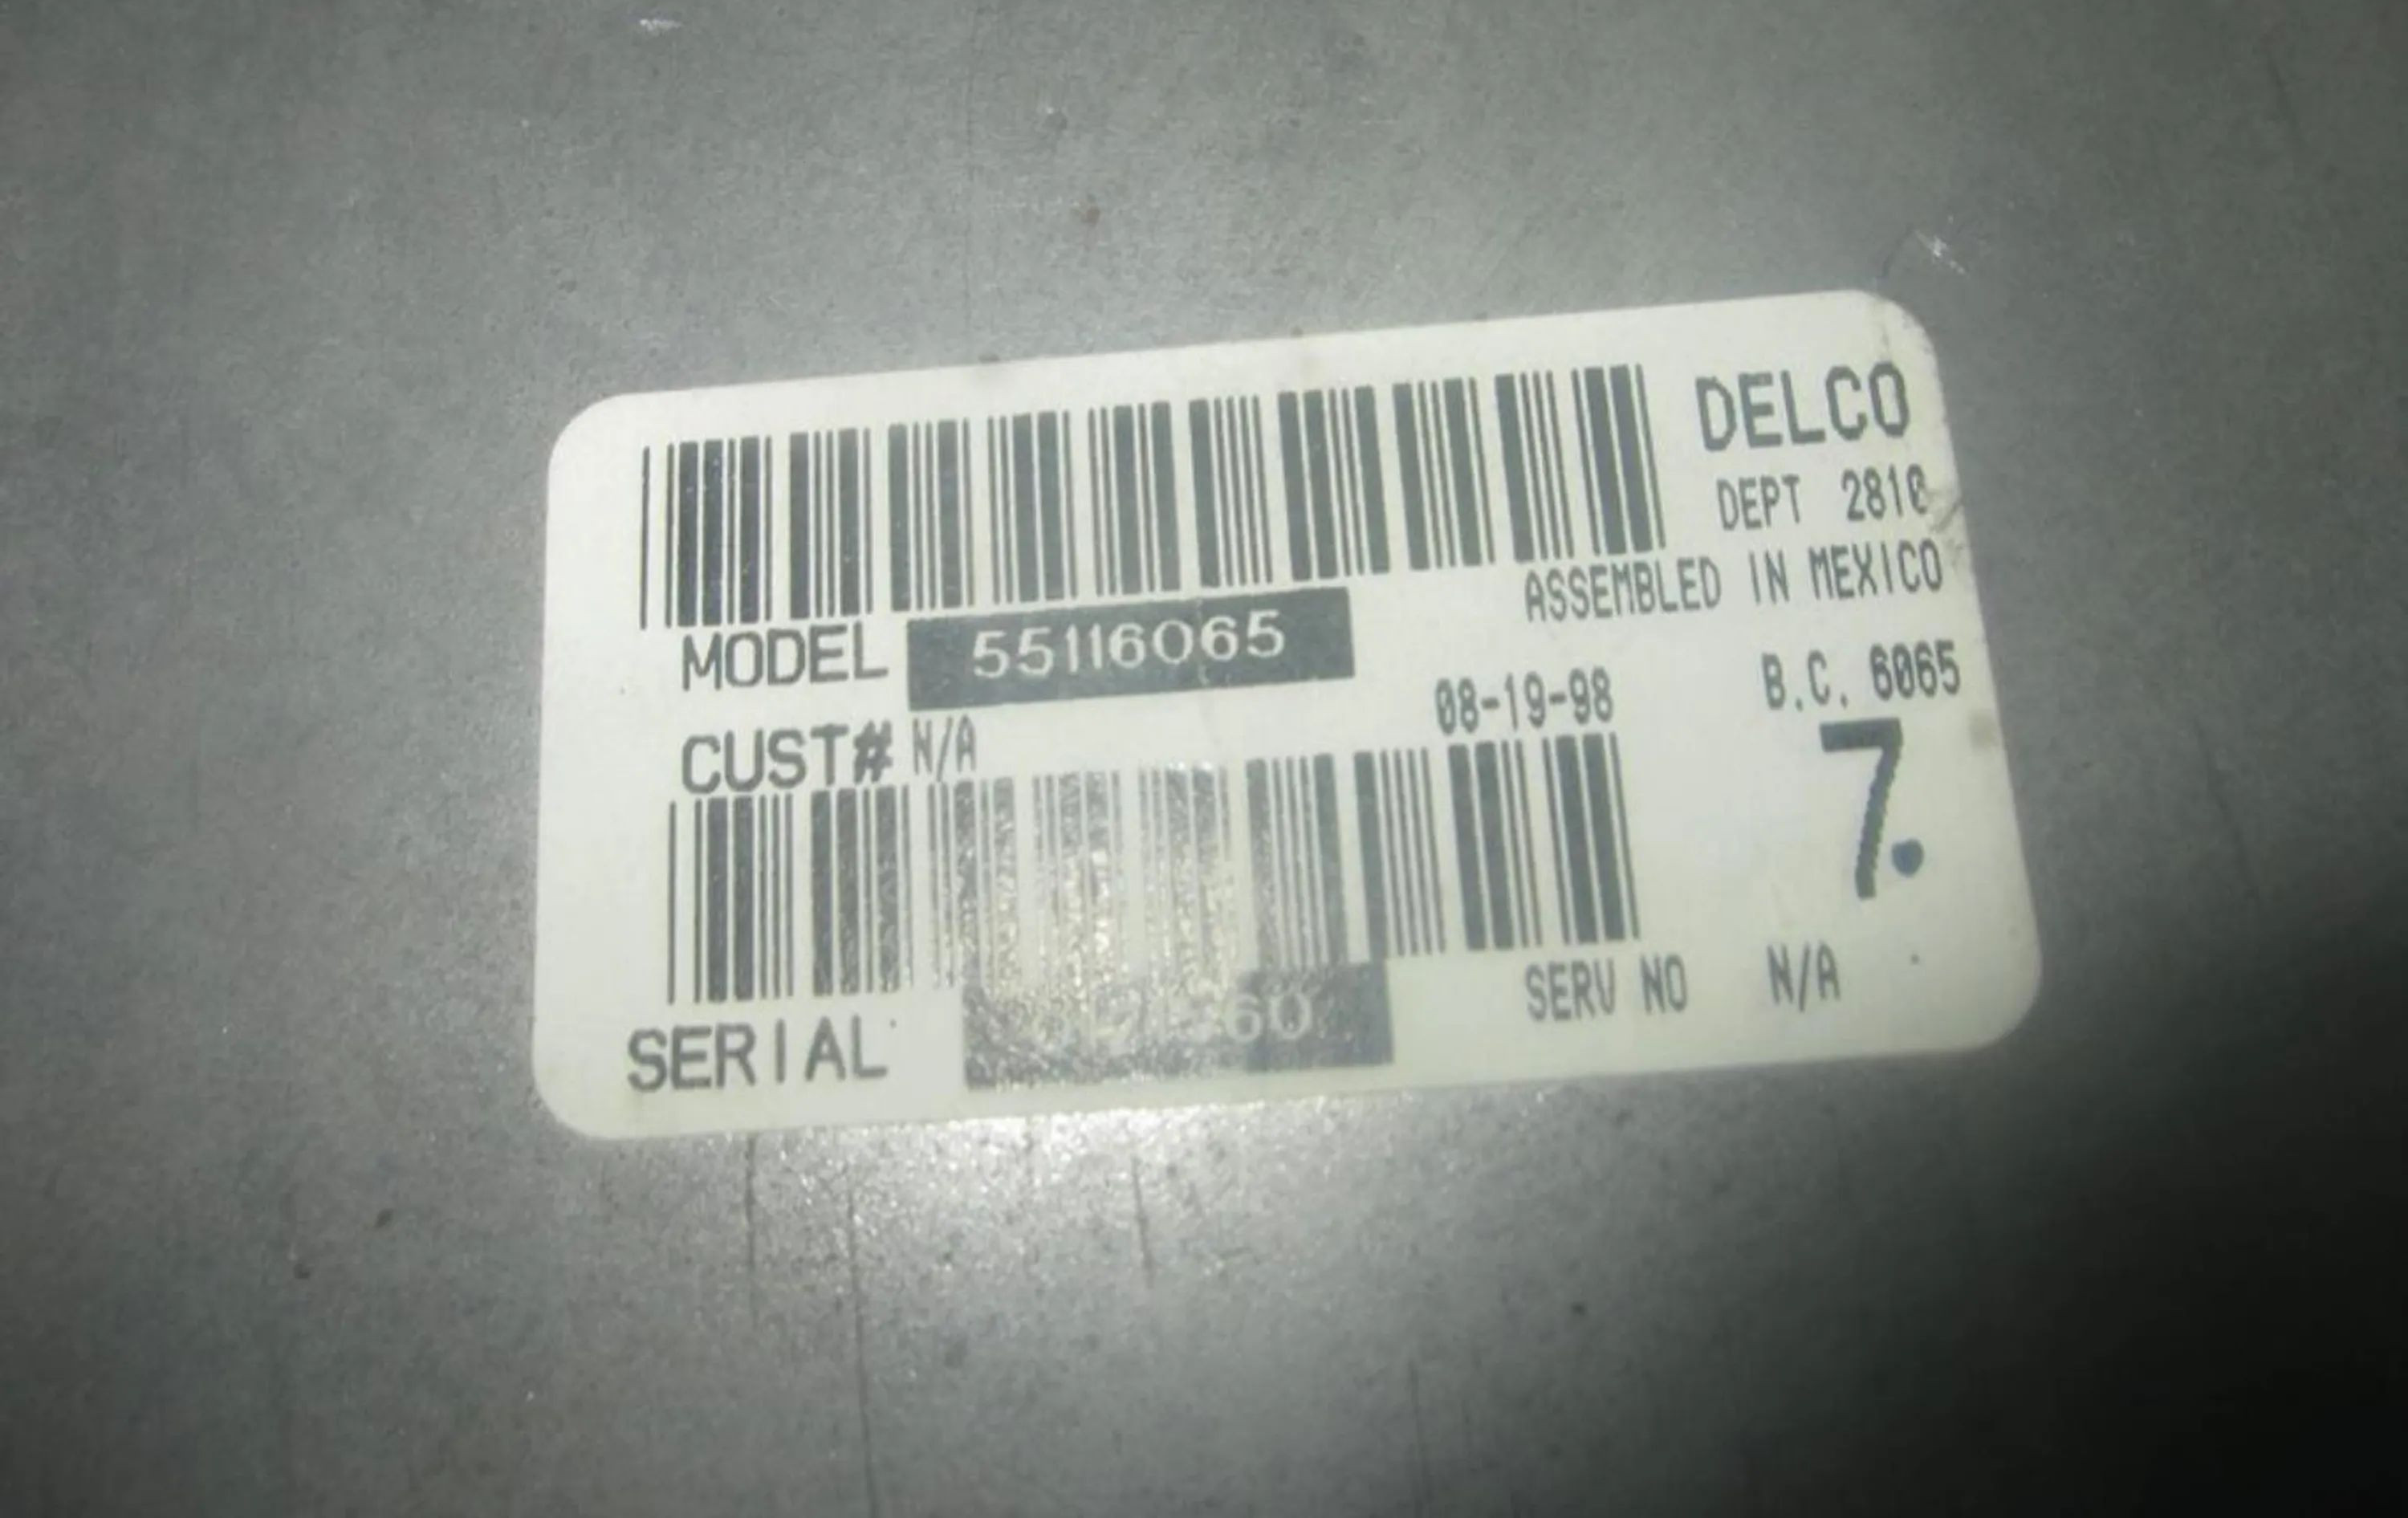 DELCO
DEPT 2810
ASSEMBLED IN MEXICO
MODEL 55116065
B.C. 6065
CUST# N/A 08-19-98
7.
SERIAL
SERV NO N/A